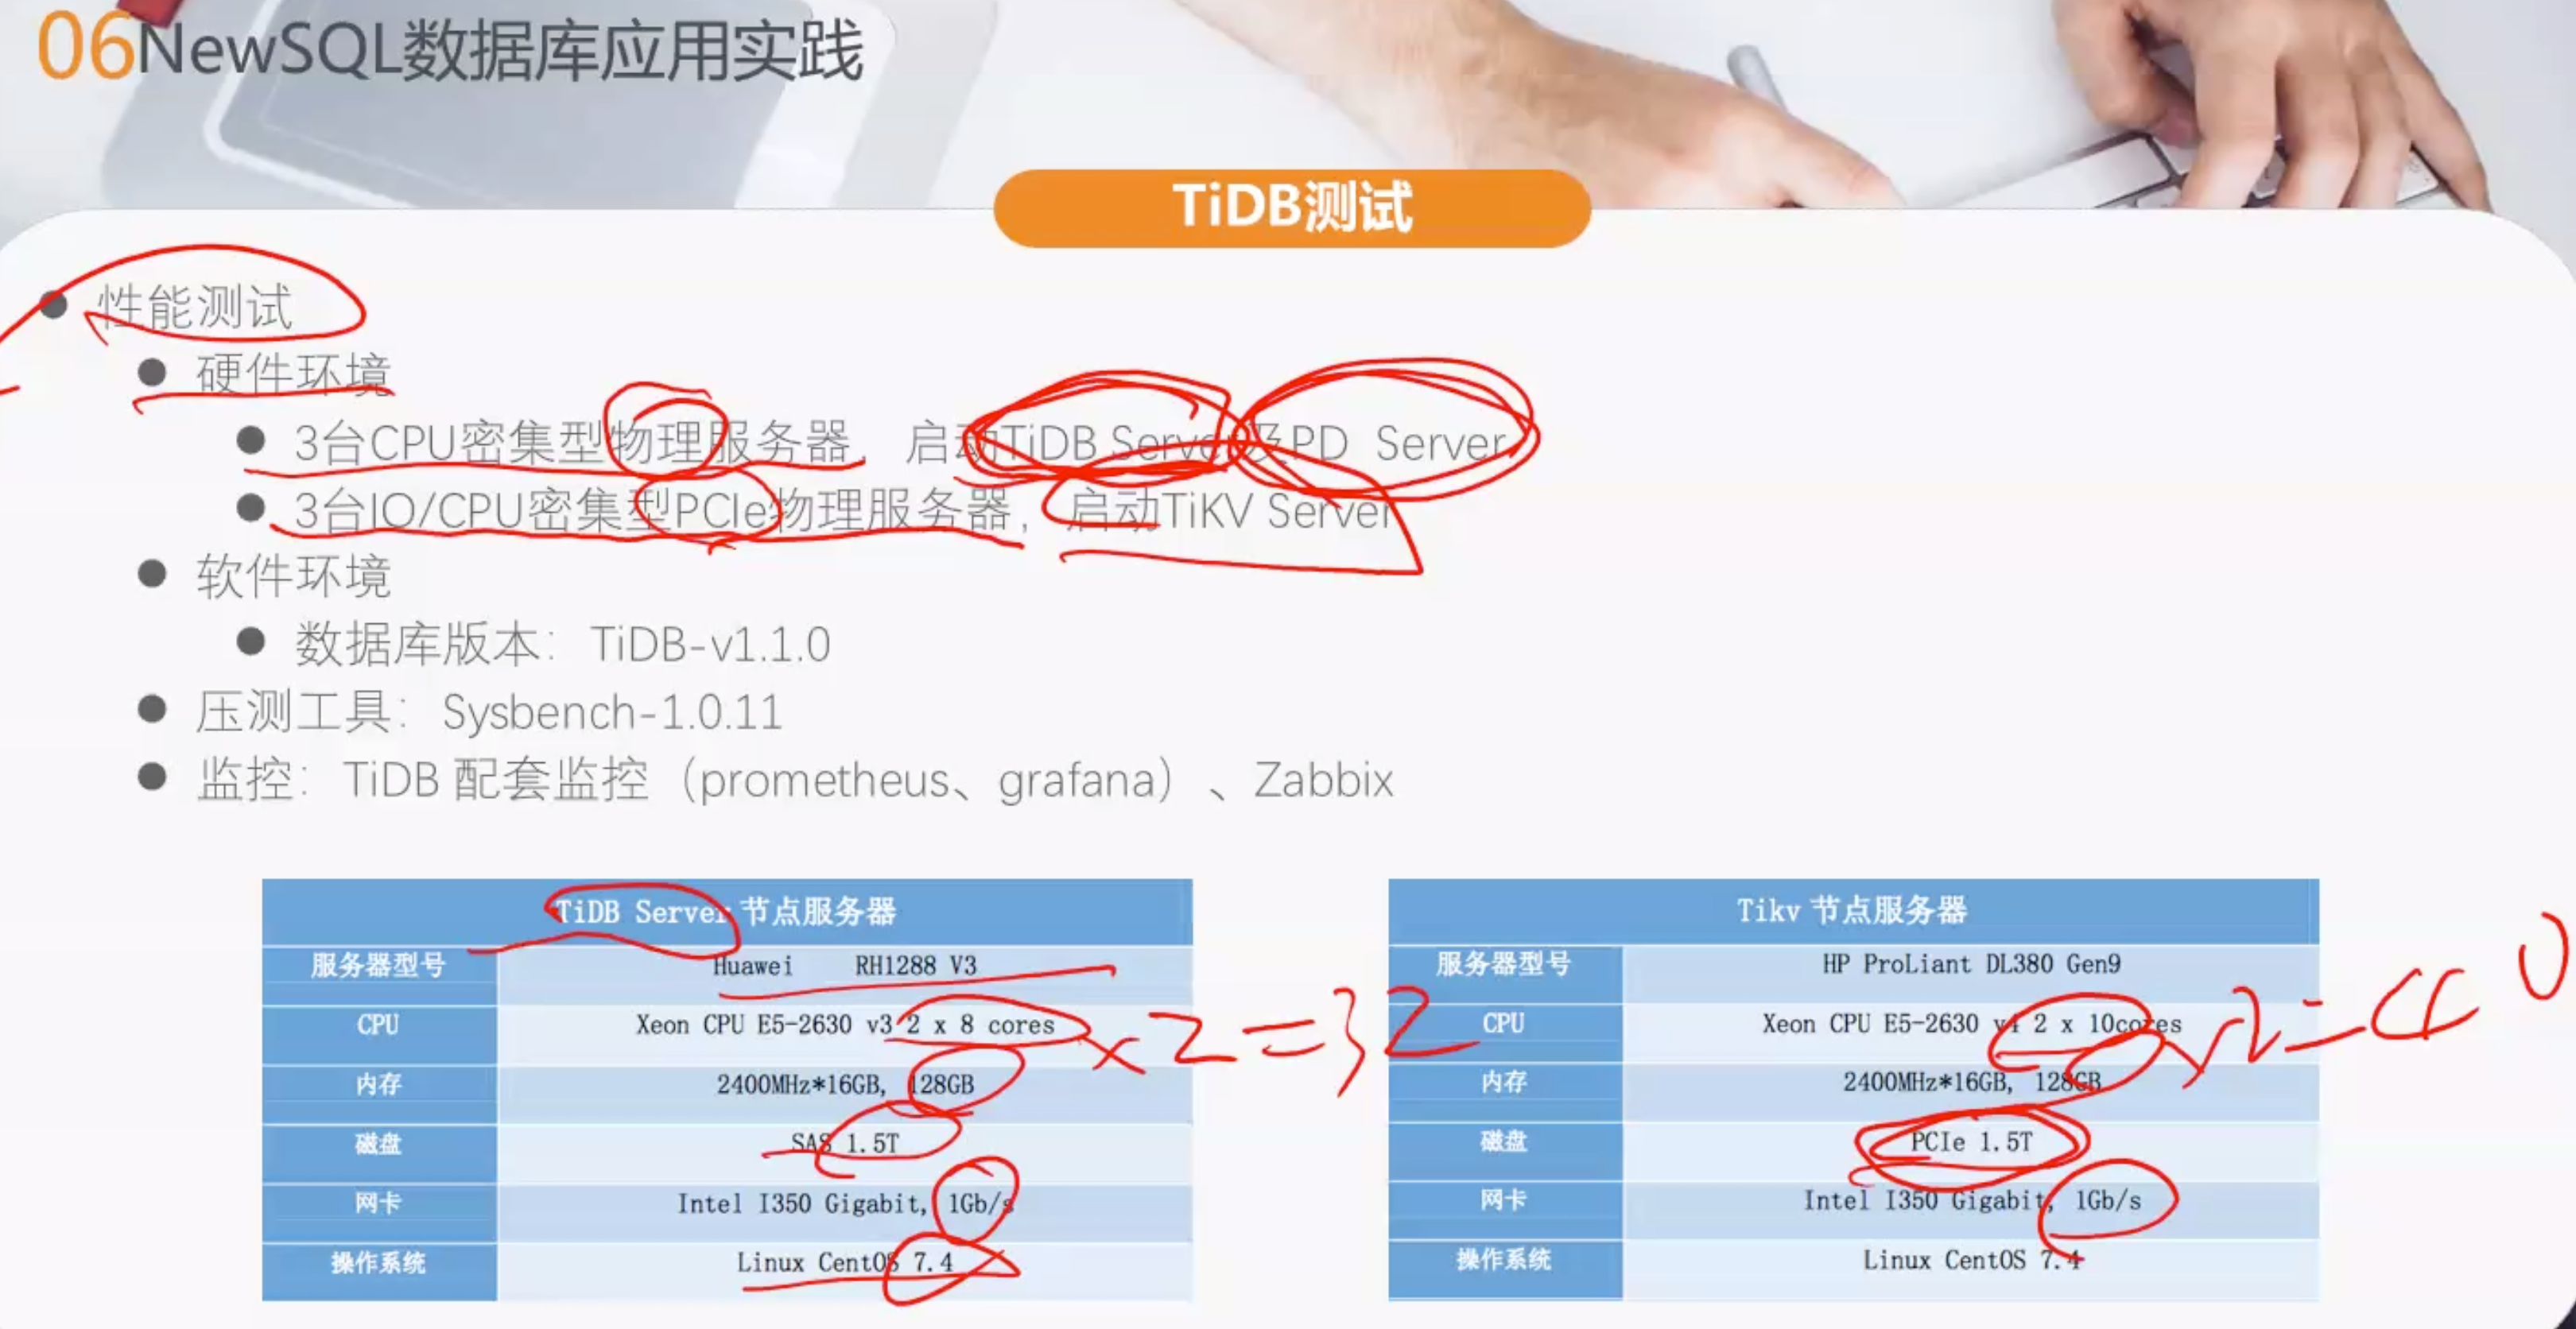 06NewSQL数据库应用实践
TiDB测试
性能测试
硬件环境
3台CPU密集型物理服务器，启动TiDB Server及PD Server
3台IO/CPU密集型PCIe物理服务器，启动TiKV Server
软件环境
数据库版本：TiDB-v1.1.0
压测工具：Sysbench-1.0.11
监控：TiDB 配套监控（prometheus、grafana）、Zabbix
TiDB Server 节点服务器
服务器型号 Huawei RH1288 V3
CPU Xeon CPU E5-2630 v3 2 x 8 cores x2=32
内存 2400MHz*16GB, 128GB
磁盘 SAS 1.5T
网卡 Intel I350 Gigabit, 1Gb/s
操作系统 Linux CentOS 7.4
Tikv 节点服务器
服务器型号 HP ProLiant DL380 Gen9
CPU Xeon CPU E5-2630 v4 2 x 10cores x2=
内存 2400MHz*16GB, 128GB
磁盘 PCIe 1.5T
网卡 Intel I350 Gigabit, 1Gb/s
操作系统 Linux CentOS 7.4